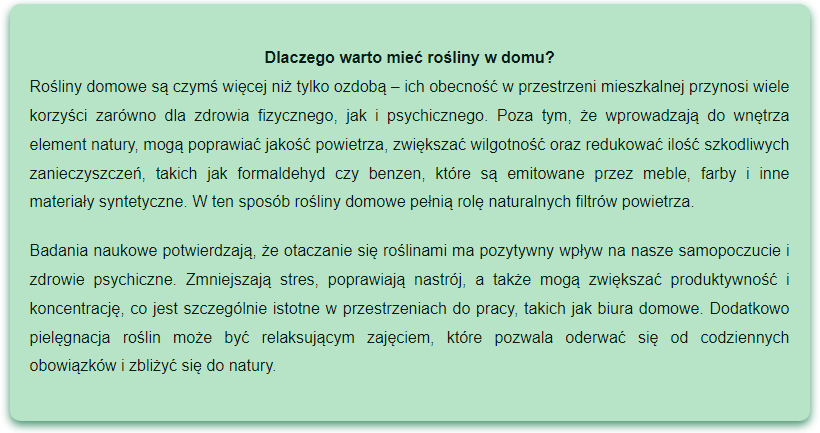 Dlaczego warto mieć rośliny w domu?
Rośliny domowe są czymś więcej niż tylko ozdobą – ich obecność w przestrzeni mieszkalnej przynosi wiele
korzyści zarówno dla zdrowia fizycznego, jak i psychicznego. Poza tym, że wprowadzają do wnętrza
element natury, mogą poprawiać jakość powietrza, zwiększać wilgotność oraz redukować ilość szkodliwych
zanieczyszczeń, takich jak formaldehyd czy benzen, które są emitowane przez meble, farby i inne
materiały syntetyczne. W ten sposób rośliny domowe pełnią rolę naturalnych filtrów powietrza.
Badania naukowe potwierdzają, że otaczanie się roślinami ma pozytywny wpływ na nasze samopoczucie i
zdrowie psychiczne. Zmniejszają stres, poprawiają nastrój, a także mogą zwiększać produktywność i
koncentrację, co jest szczególnie istotne w przestrzeniach do pracy, takich jak biura domowe. Dodatkowo
pielęgnacja roślin może być relaksującym zajęciem, które pozwala oderwać się od codziennych
obowiązków i zbliżyć się do natury.